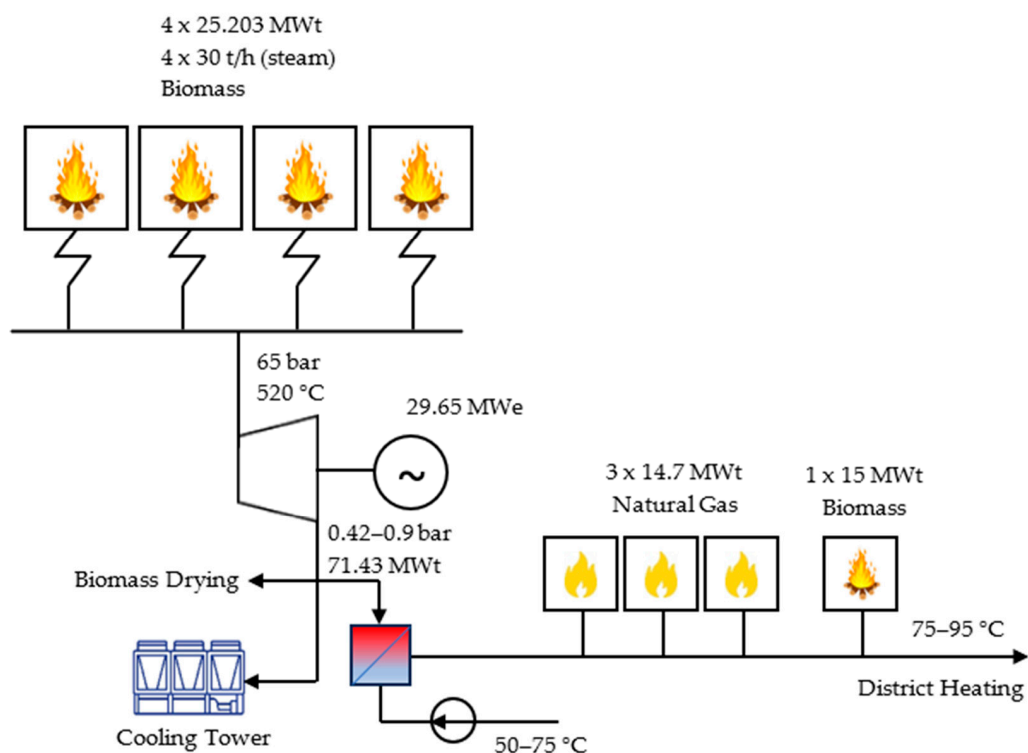 4 x 25.203 MWt
4 x 30 t/h (steam)
Biomass
65 bar
520 °C
29.65 MWe
~
0.42–0.9 bar
71.43 MWt
Biomass Drying
Cooling Tower
50–75 °C
3 x 14.7 MWt
Natural Gas
1 x 15 MWt
Biomass
75–95 °C
District Heating